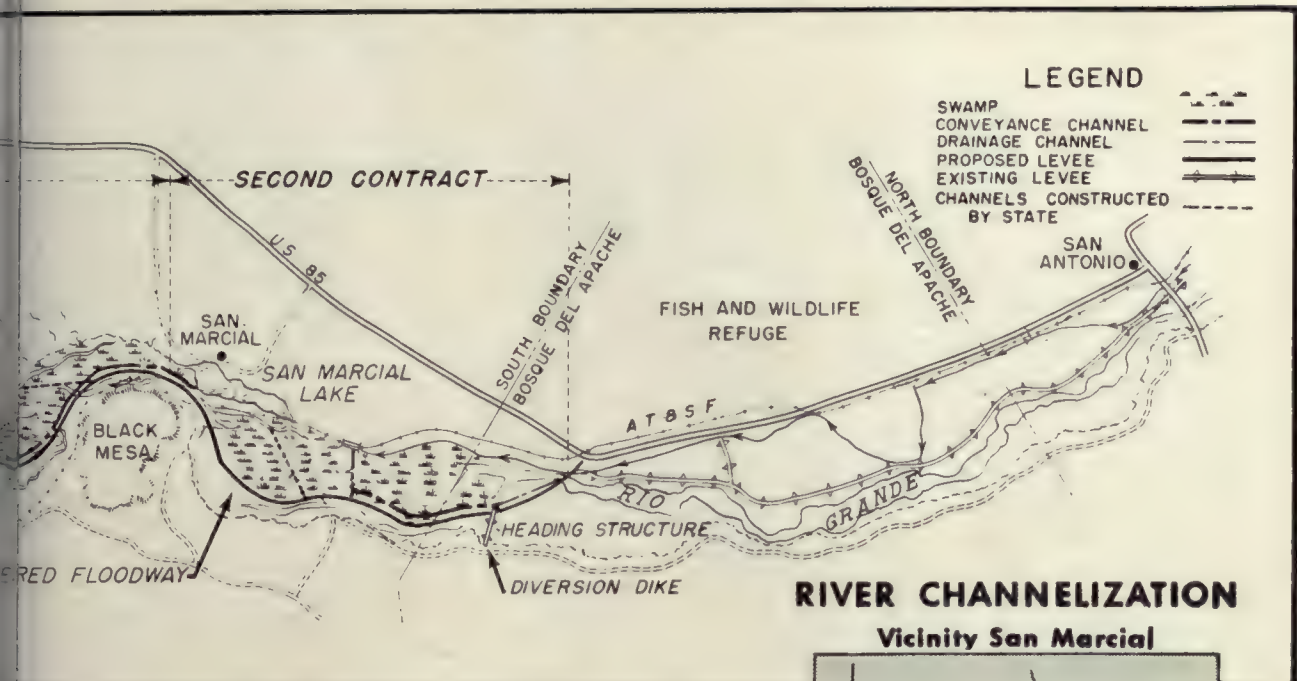 LEGEND
SWAMP
CONVEYANCE CHANNEL
DRAINAGE CHANNEL
PROPOSED LEVEE
EXISTING LEVEE
CHANNELS CONSTRUCTED
BY STATE
SECOND CONTRACT
US 85
SOUTH BOUNDARY
BOSQUE DEL APACHE
NORTH BOUNDARY
BOSQUE DEL APACHE
SAN
ANTONIO
FISH AND WILDLIFE
REFUGE
SAN
MARCIAL
SAN MARCIAL
LAKE
BLACK
MESA
AT&SF
RIO GRANDE
HEADING STRUCTURE
FLOODWAY
DIVERSION DIKE
RIVER CHANNELIZATION
Vicinity San Marcial